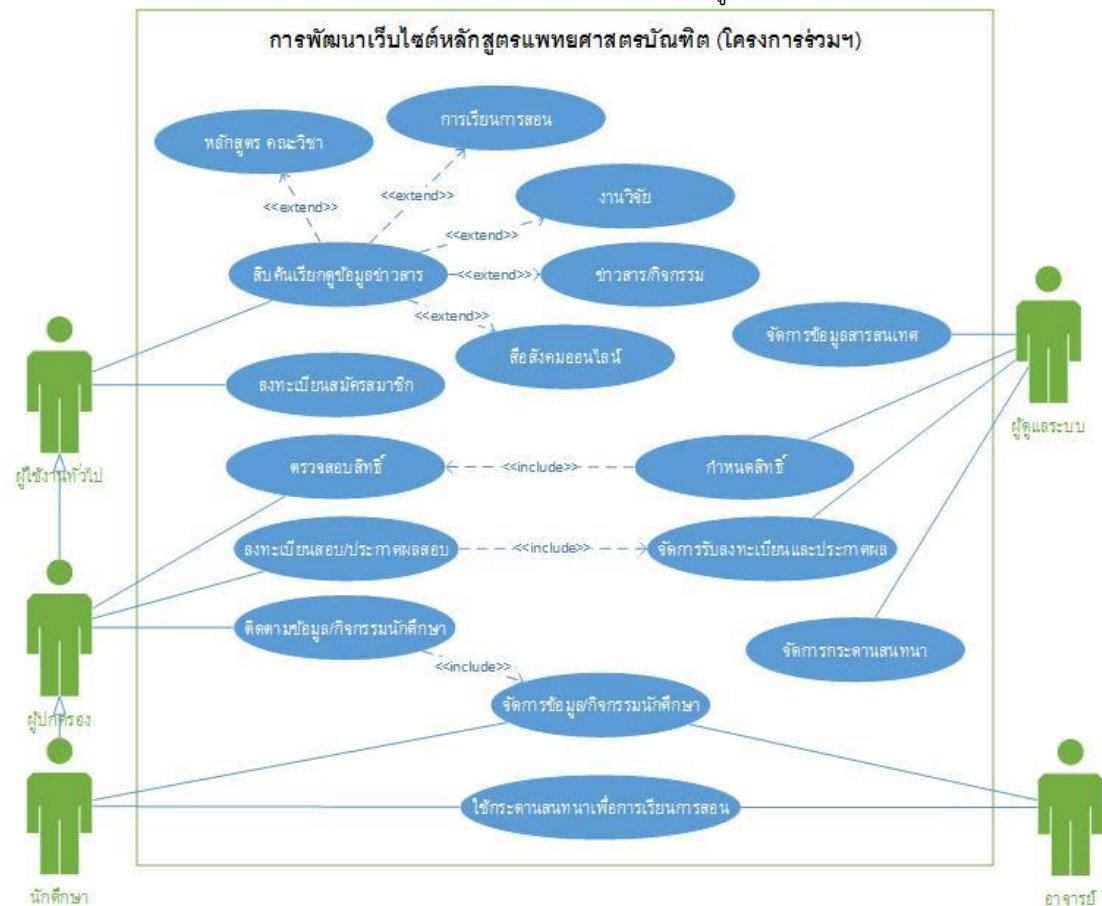 การพัฒนาเว็บไซต์หลักสูตรแพทยศาสตรบัณฑิต (โครงการร่วมฯ)
การเรียนการสอน
หลักสูตร คณะวิชา
<<extend>>
<<extend>>
งานวิจัย
<<extend>>
สืบค้นเรียกดูข้อมูลข่าวสาร
<<extend>>
ข่าวสาร/กิจกรรม
<<extend>>
สื่อสังคมออนไลน์
จัดการข้อมูลสารสนเทศ
ลงทะเบียนสมัครสมาชิก
ผู้ดูแลระบบ
ผู้ใช้งานทั่วไป
ตรวจสอบสิทธิ์
<<include>>
กำหนดสิทธิ์
ลงทะเบียนสอบ/ประกาศผลสอบ
<<include>>
จัดการรับลงทะเบียนและประกาศผล
ติดตามข้อมูล/กิจกรรมนักศึกษา
จัดการกระดานสนทนา
<<include>>
จัดการข้อมูล/กิจกรรมนักศึกษา
ผู้ปกครอง
ใช้กระดานสนทนาเพื่อการเรียนการสอน
นักศึกษา
อาจารย์